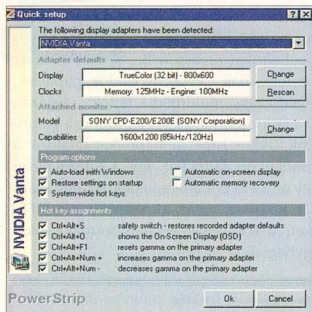 Quick setup
The following display adapters have been detected:
NVIDIA Vanta
Adapter defaults
Display TrueColor (32 bit) - 800x600 Change
Clocks Memory: 125MHz - Engine: 100MHz Rescan
Attached monitor
Model SONY CPD-E200/E200E (SONY Corporation)
Change
Capabilities 1600x1200 (85kHz/120Hz)
Program options
Auto-load with Windows Automatic on-screen display
Restore settings on startup Automatic memory recovery
System-wide hot keys
Hot key assignments
Ctrl+Alt+S safety switch - restores recorded adapter defaults
Ctrl+Alt+O shows the On-Screen Display (OSD)
Ctrl+Alt+F1 resets gamma on the primary adapter
Ctrl+Alt+Num + increases gamma on the primary adapter
Ctrl+Alt+Num - decreases gamma on the primary adapter
NVIDIA Vanta
PowerStrip
Ok Cancel